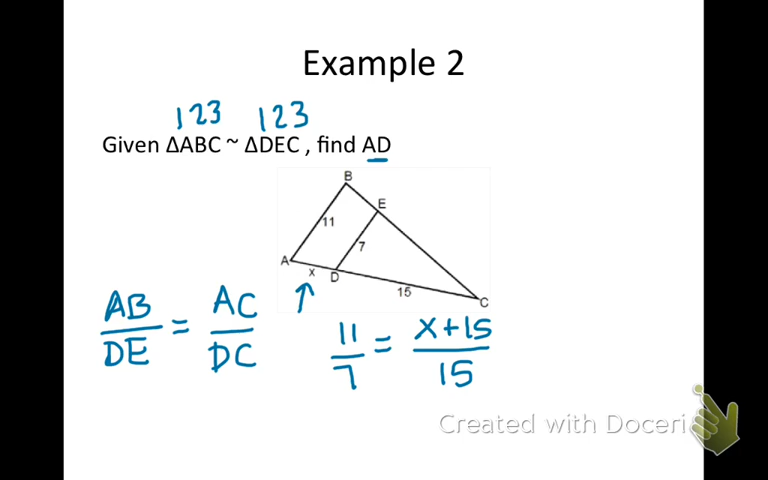 Example 2
123 123
Given ΔABC ~ ΔDEC , find AD
B
E
11
7
A
x
D
15
C
AB/DE = AC/DC
11/7 = x+15/15
Created with Doceri